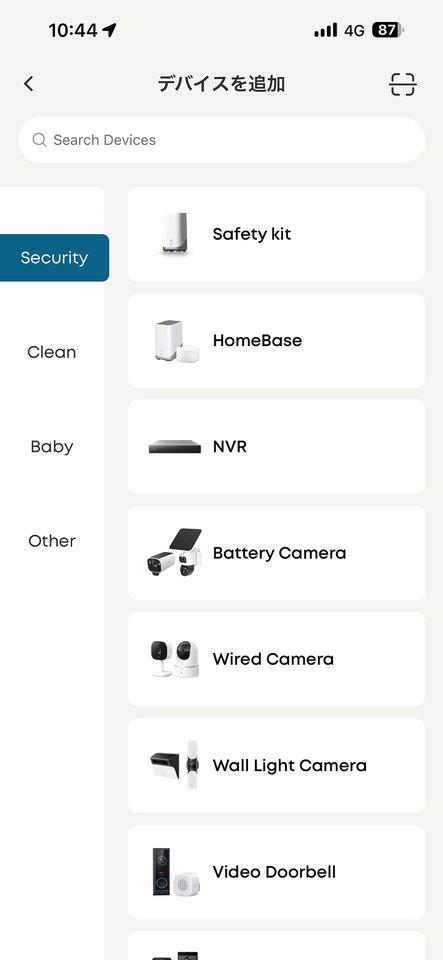 10:44 4G 87
デバイスを追加
Search Devices
Security
Clean
Baby
Other
Safety kit
HomeBase
NVR
Battery Camera
Wired Camera
Wall Light Camera
Video Doorbell